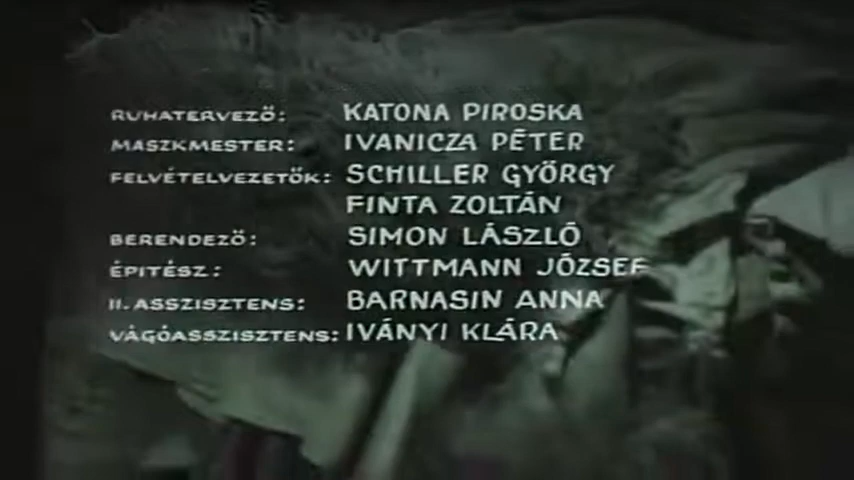 RUHATERVEZŐ: KATONA PIROSKA
MASZKMESTER: IVANICZA PÉTER
FELVÉTELVEZETŐK: SCHILLER GYÖRGY
FINTA ZOLTÁN
BERENDEZŐ: SIMON LÁSZLÓ
ÉPITÉSZ: WITTMANN JÓZSEF
II. ASSZISZTENS: BARNASIN ANNA
VÁGÓASSZISZTENS: IVÁNYI KLÁRA